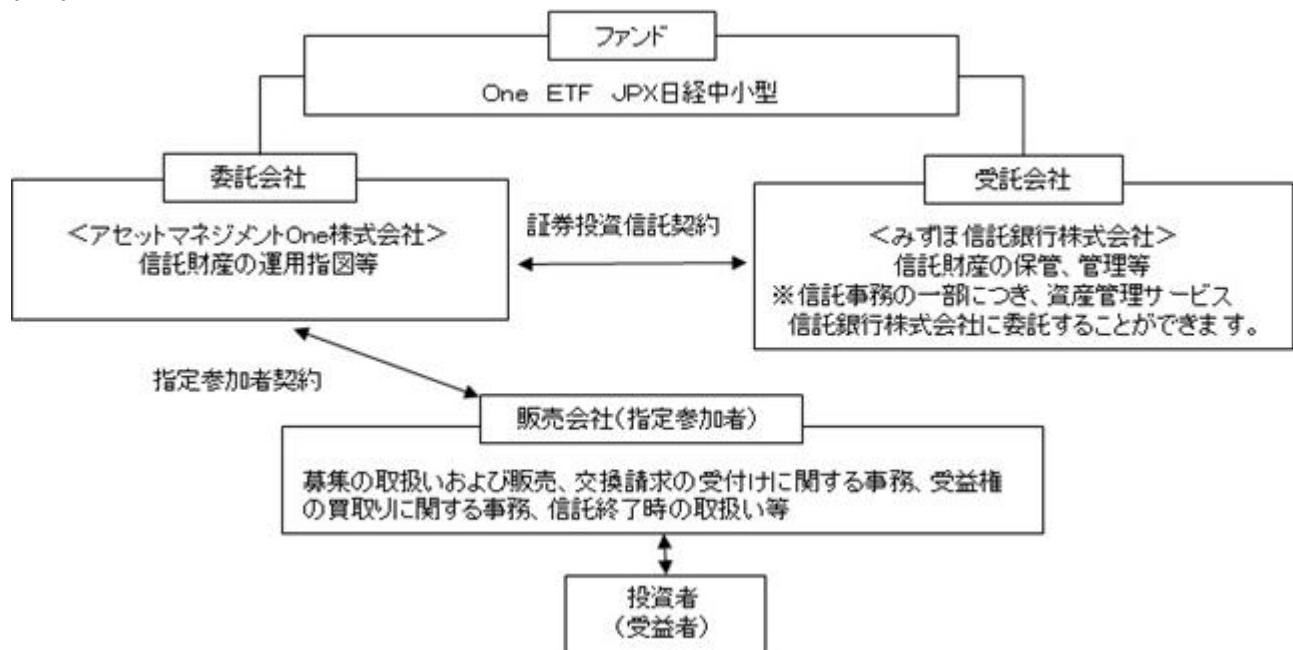 ファンド
One ETF JPX日経中小型
委託会社
<アセットマネジメントOne株式会社>
信託財産の運用指図等
証券投資信託契約
受託会社
<みずほ信託銀行株式会社>
信託財産の保管、管理等
※信託事務の一部につき、資産管理サービス
信託銀行株式会社に委託することができます。
指定参加者契約
販売会社(指定参加者)
募集の取扱いおよび販売、交換請求の受付けに関する事務、受益権
の買取りに関する事務、信託終了時の取扱い等
投資者
(受益者)